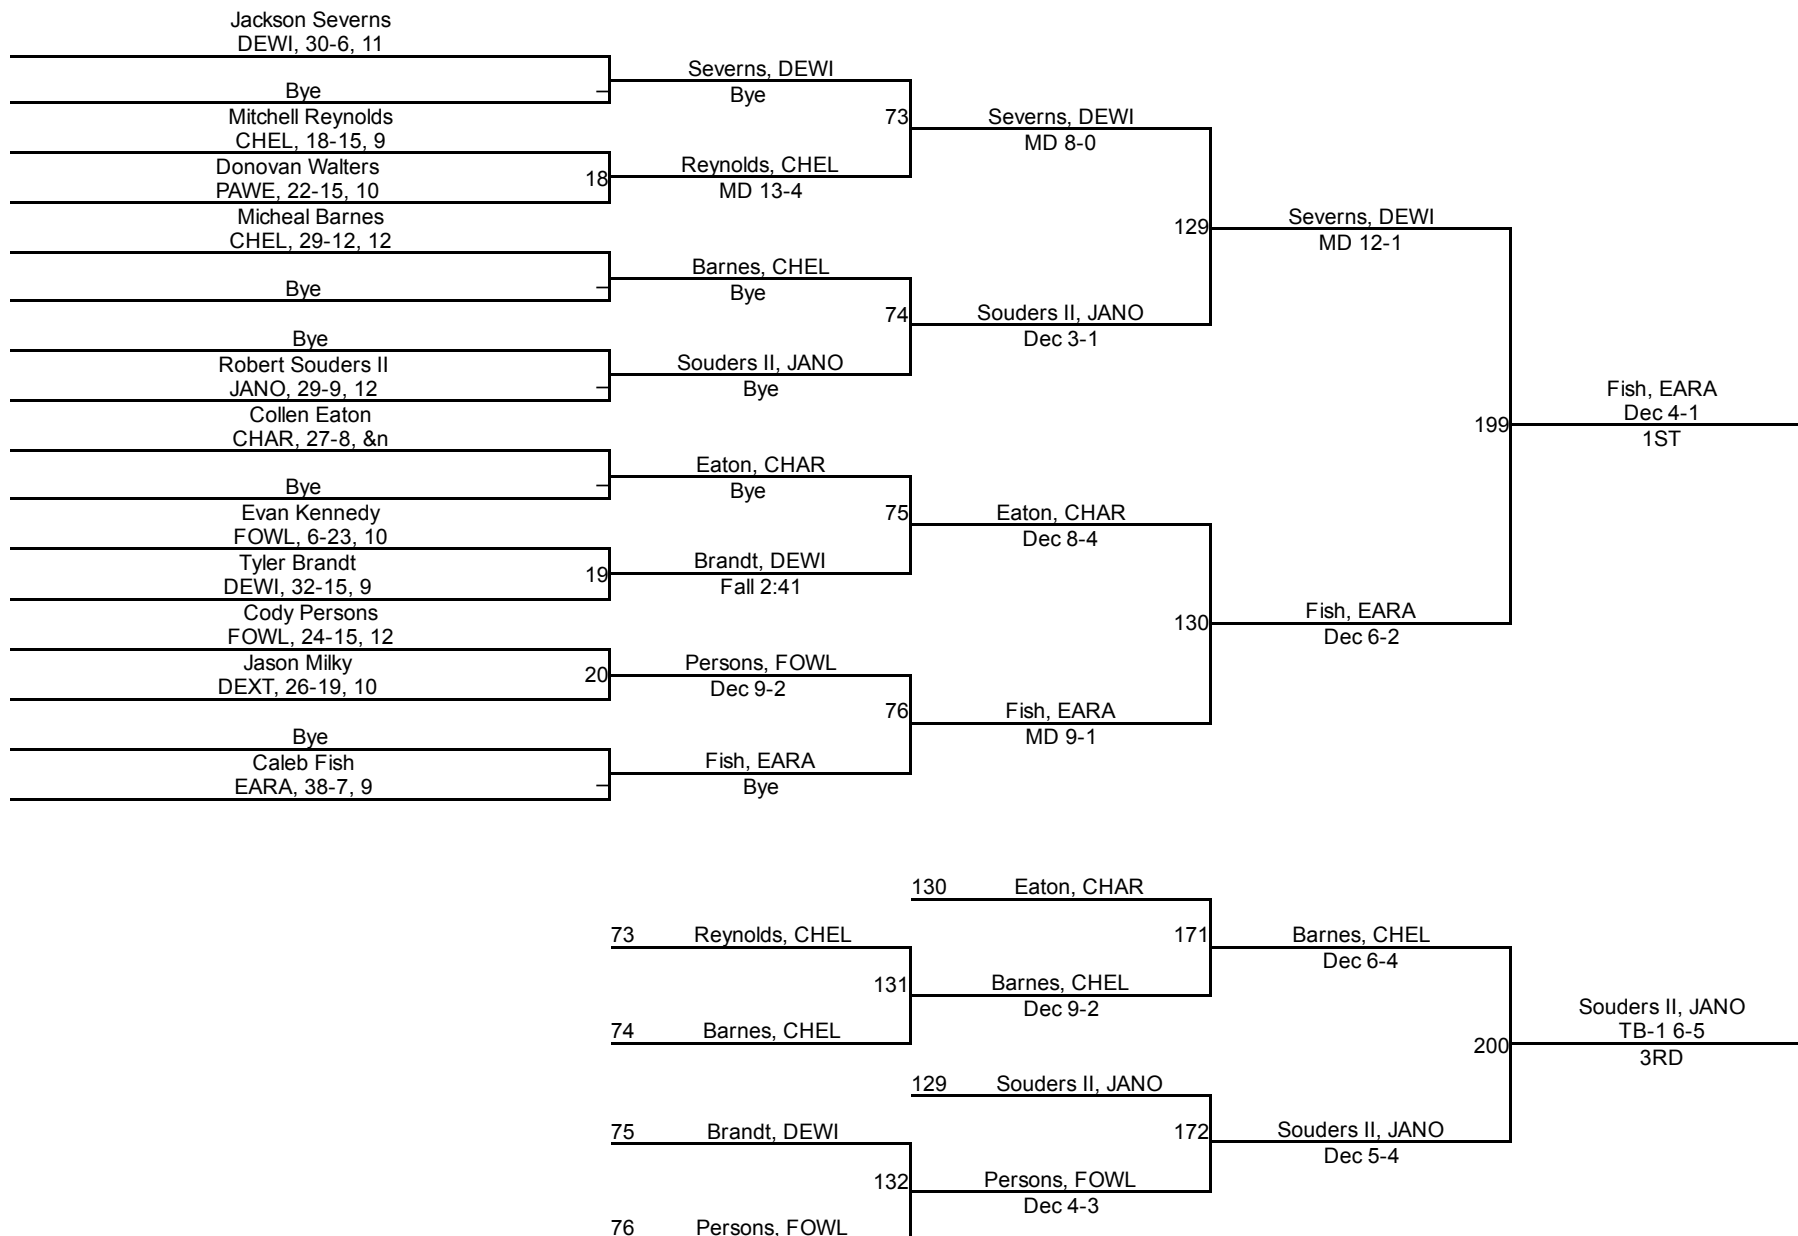 Jackson Severns
DEWI, 30-6, 11
Bye
Mitchell Reynolds
CHEL, 18-15, 9
Donovan Walters
PAWE, 22-15, 10
18
Micheal Barnes
CHEL, 29-12, 12
Bye
Bye
Robert Souders II
JANO, 29-9, 12
Collen Eaton
CHAR, 27-8, &n
Bye
Evan Kennedy
FOWL, 6-23, 10
Tyler Brandt
DEWI, 32-15, 9
19
Cody Persons
FOWL, 24-15, 12
Jason Milky
DEXT, 26-19, 10
20
Bye
Caleb Fish
EARA, 38-7, 9
Severns, DEWI
Bye
73
Reynolds, CHEL
MD 13-4
Barnes, CHEL
Bye
74
Souders II, JANO
Bye
Eaton, CHAR
Bye
75
Brandt, DEWI
Fall 2:41
Persons, FOWL
Dec 9-2
76
Fish, EARA
Bye
Severns, DEWI
MD 8-0
129
Souders II, JANO
Dec 3-1
Eaton, CHAR
Dec 8-4
130
Fish, EARA
MD 9-1
Severns, DEWI
MD 12-1
199
Fish, EARA
Dec 6-2
Fish, EARA
Dec 4-1
1ST
73 Reynolds, CHEL
131
74 Barnes, CHEL
75 Brandt, DEWI
132
76 Persons, FOWL
130 Eaton, CHAR
171
Barnes, CHEL
Dec 9-2
129 Souders II, JANO
172
Persons, FOWL
Dec 4-3
Barnes, CHEL
Dec 6-4
200
Souders II, JANO
Dec 5-4
Souders II, JANO
TB-1 6-5
3RD